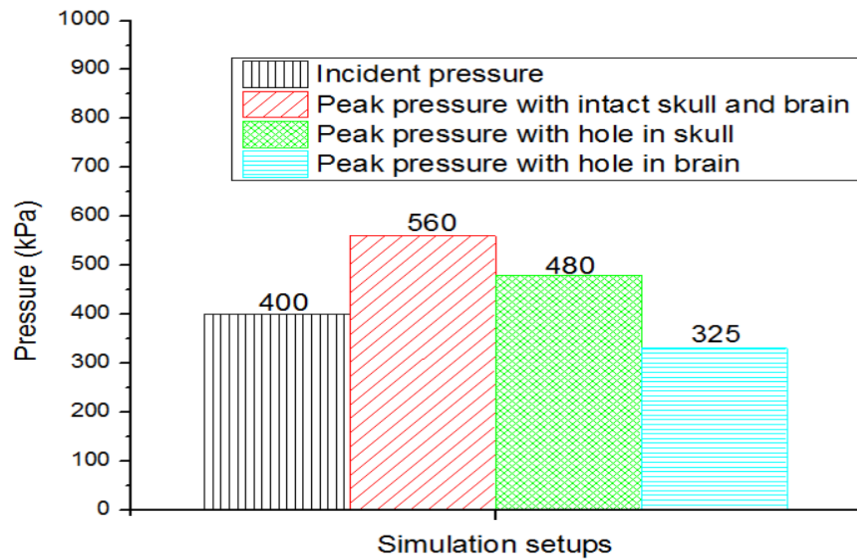 1000
900
800
700
600
500
400
300
200
100
0
Pressure (kPa)
Incident pressure
Peak pressure with intact skull and brain
Peak pressure with hole in skull
Peak pressure with hole in brain
400
560
480
325
Simulation setups